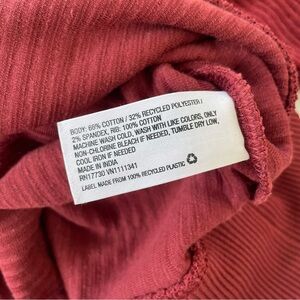 BODY: 66% COTTON / 32% RECYCLED POLYESTER /
2% SPANDEX, RIB: 100% COTTON
MACHINE WASH COLD, WASH WITH LIKE COLORS, ONLY
NON-CHLORINE BLEACH IF NEEDED, TUMBLE DRY LOW,
COOL IRON IF NEEDED
MADE IN INDIA
RN17730 VN1111341
LABEL MADE FROM 100% RECYCLED PLASTIC